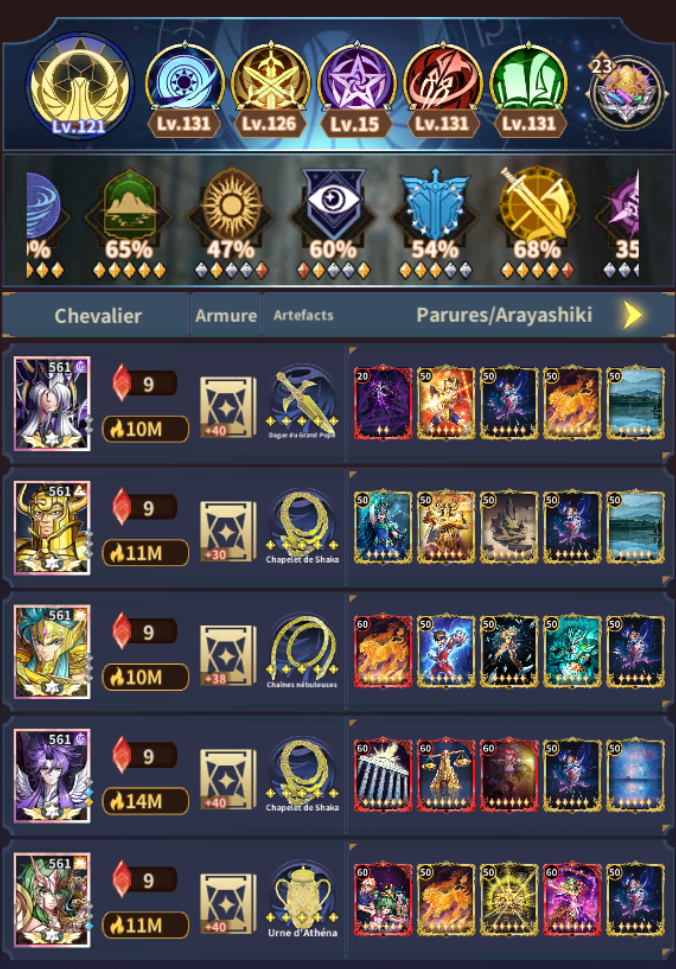 23
Lv.121
Lv.131
Lv.126
Lv.15
Lv.131
Lv.131
%
65%
47%
60%
54%
68%
35
Chevalier
Armure
Artefacts
Parures/Arayashiki
561
9
10M
+40
Dague du Grand Pope
20
50
50
50
50
561
9
11M
+30
Chapelet de Shaka
50
50
50
50
50
561
9
10M
+38
Chaînes nébuleuses
60
50
50
50
50
561
9
14M
+40
Chapelet de Shaka
60
60
60
50
50
561
9
11M
+40
Urne d'Athéna
60
50
50
60
50